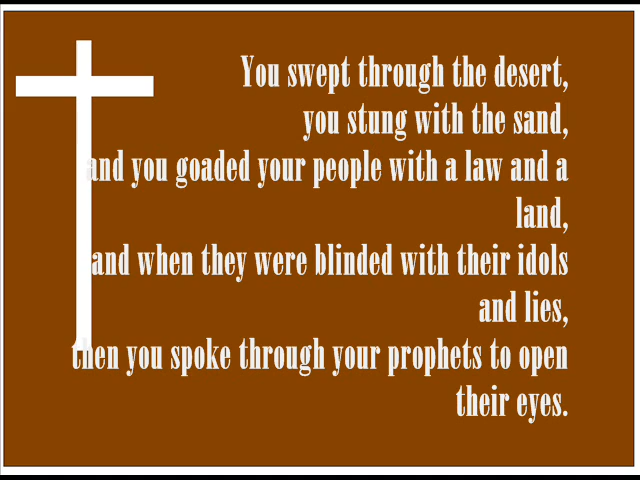 You swept through the desert,
you stung with the sand,
and you goaded your people with a law and a
land,
and when they were blinded with their idols
and lies,
then you spoke through your prophets to open
their eyes.